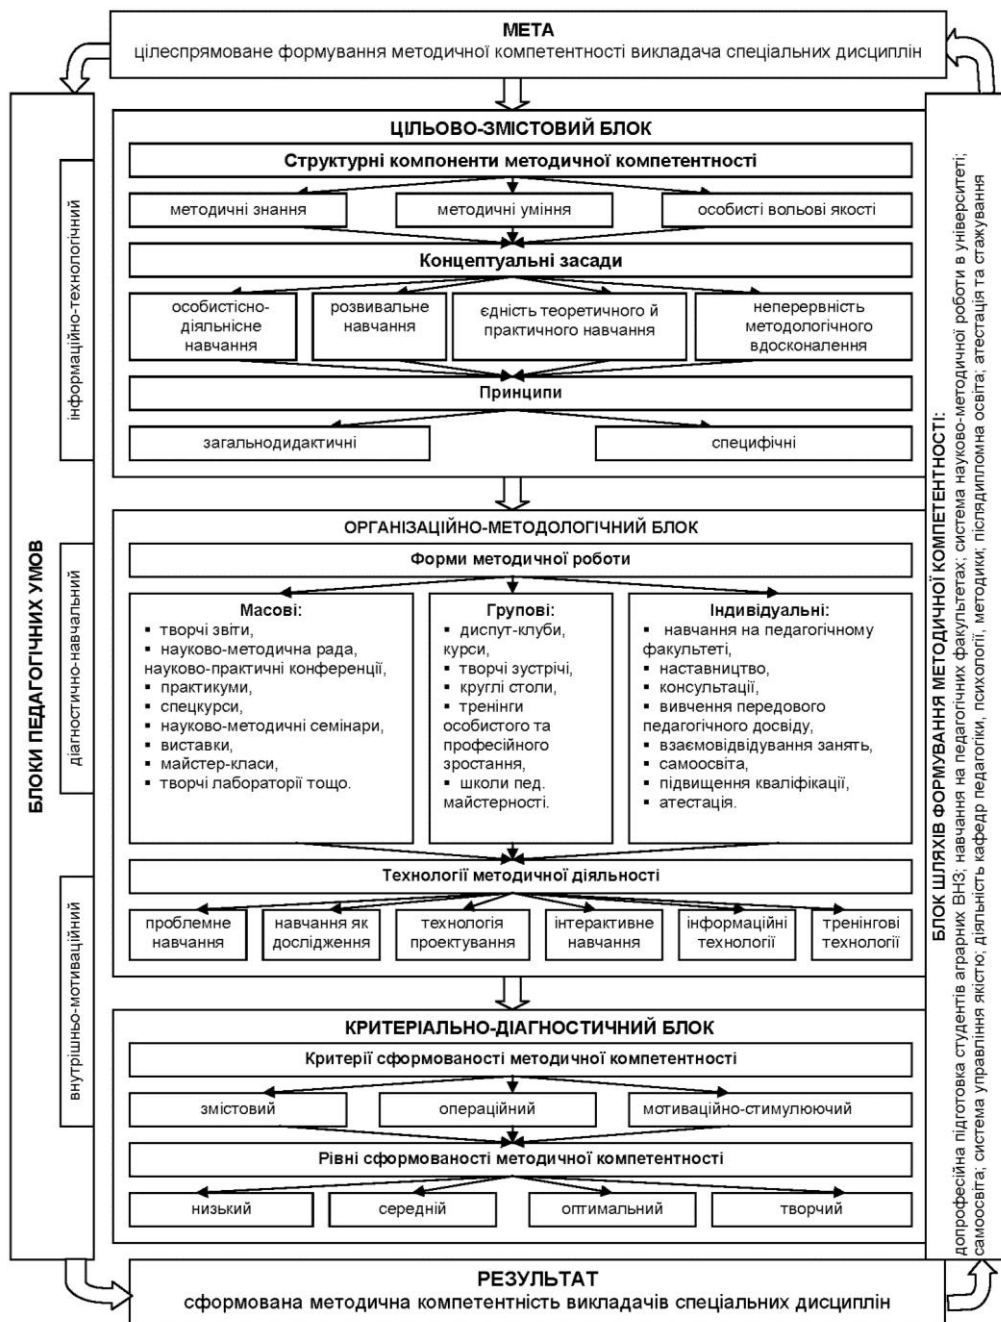 МЕТА
цілеспрямоване формування методичної компетентності викладача спеціальних дисциплін
БЛОКИ ПЕДАГОГІЧНИХ УМОВ
інформаційно-технологічний
діагностично-навчальний
внутрішньо-мотиваційний
ЦІЛЬОВО-ЗМІСТОВИЙ БЛОК
Структурні компоненти методичної компетентності
методичні знання
методичні уміння
особисті вольові якості
Концептуальні засади
особистісно-
діяльнісне
навчання
розвивальне
навчання
єдність теоретичного й
практичного навчання
неперервність
методологічного
вдосконалення
Принципи
загальнодидактичні
специфічні
ОРГАНІЗАЦІЙНО-МЕТОДОЛОГІЧНИЙ БЛОК
Форми методичної роботи
Масові:
▪ творчі звіти,
▪ науково-методична рада,
науково-практичні конференції,
▪ практикуми,
▪ спецкурси,
▪ науково-методичні семінари,
▪ виставки,
▪ майстер-класи,
▪ творчі лабораторії тощо.
Групові:
▪ диспут-клуби,
курси,
▪ творчі зустрічі,
▪ круглі столи,
▪ тренінги
особистого та
професійного
зростання,
▪ школи пед.
майстерності.
Індивідуальні:
▪ навчання на педагогічному
факультеті,
▪ наставництво,
▪ консультації,
▪ вивчення передового
педагогічного досвіду,
▪ взаємовідвідування занять,
▪ самоосвіта,
▪ підвищення кваліфікації,
▪ атестація.
Технології методичної діяльності
проблемне
навчання
навчання як
дослідження
технологія
проектування
інтерактивне
навчання
інформаційні
технології
тренінгові
технології
КРИТЕРІАЛЬНО-ДІАГНОСТИЧНИЙ БЛОК
Критерії сформованості методичної компетентності
змістовий
операційний
мотиваційно-стимулюючий
Рівні сформованості методичної компетентності
низький
середній
оптимальний
творчий
БЛОК ШЛЯХІВ ФОРМУВАННЯ МЕТОДИЧНОЇ КОМПЕТЕНТНОСТІ:
допрофесійна підготовка студентів аграрних ВНЗ; навчання на педагогічних факультетах; система науково-методичної роботи в університеті;
самоосвіта; система управління якістю; діяльність кафедр педагогіки, психології, методики; післядипломна освіта; атестація та стажування
РЕЗУЛЬТАТ
сформована методична компетентність викладачів спеціальних дисциплін